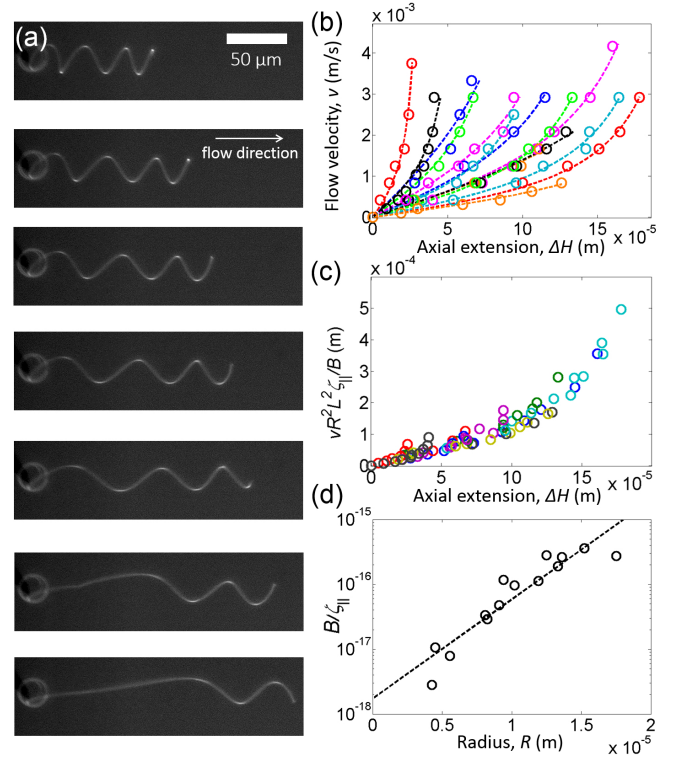 (a)
50 μm
flow direction
(b)
× 10⁻³
4
3
2
1
0
Flow velocity, v (m/s)
0
5
10
15
Axial extension, ΔH (m)
× 10⁻⁵
(c)
× 10⁻⁴
5
4
3
2
1
0
vR²L²ζ∥/B (m)
0
5
10
15
Axial extension, ΔH (m)
× 10⁻⁵
(d)
10⁻¹⁵
10⁻¹⁶
10⁻¹⁷
10⁻¹⁸
B/ζ∥
0
0.5
1
1.5
2
Radius, R (m)
× 10⁻⁵